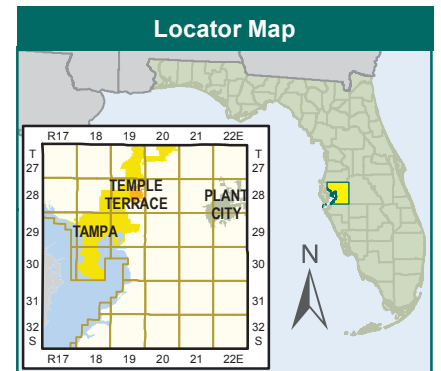 Locator Map
R17 18 19 20 21 22E
T T
27 27
TEMPLE
TERRACE
PLANT
CITY
28 28
TAMPA
29 29
30 30
31 31
32 32
S S
R17 18 19 20 21 22E
N